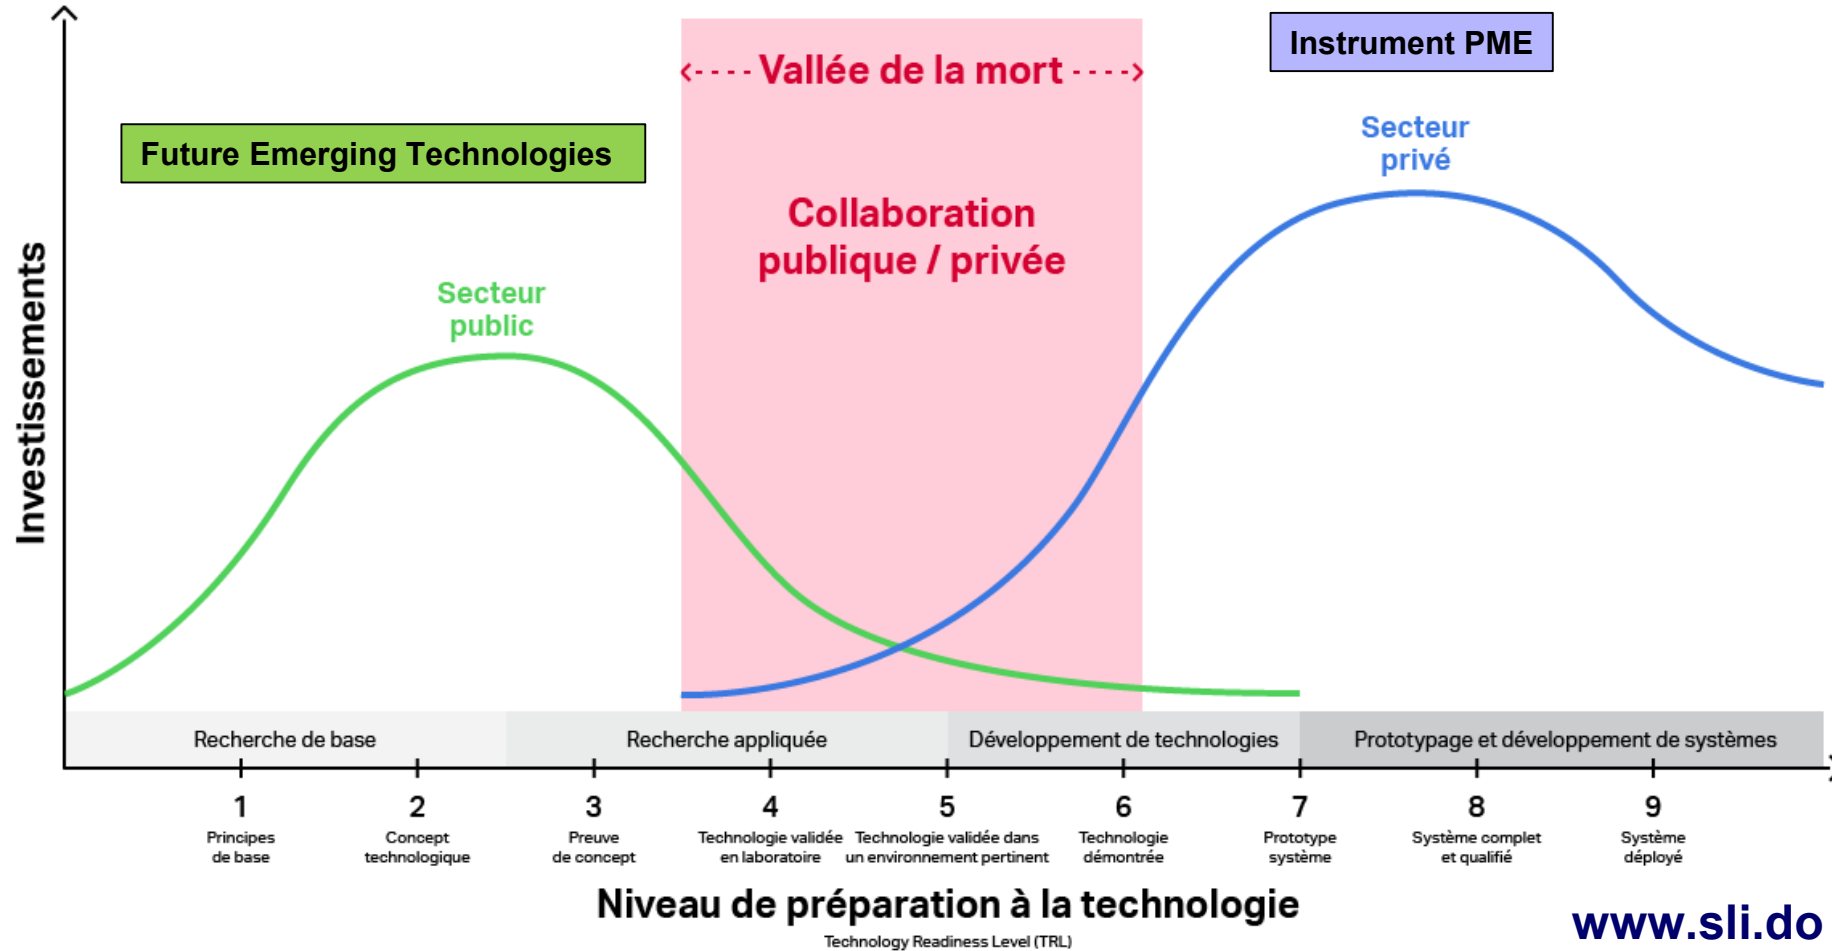 Instrument PME
Vallée de la mort
Future Emerging Technologies
Secteur
privé
Collaboration
publique / privée
Secteur
public
Investissements
Recherche de base
Recherche appliquée
Développement de technologies
Prototypage et développement de systèmes
1
2
3
4
5
6
7
8
9
Principes
de base
Concept
technologique
Preuve
de concept
Technologie validée
en laboratoire
Technologie validée dans
un environnement pertinent
Technologie
démontrée
Prototype
système
Système complet
et qualifié
Système
déployé
Niveau de préparation à la technologie
Technology Readiness Level (TRL)
www.sli.do